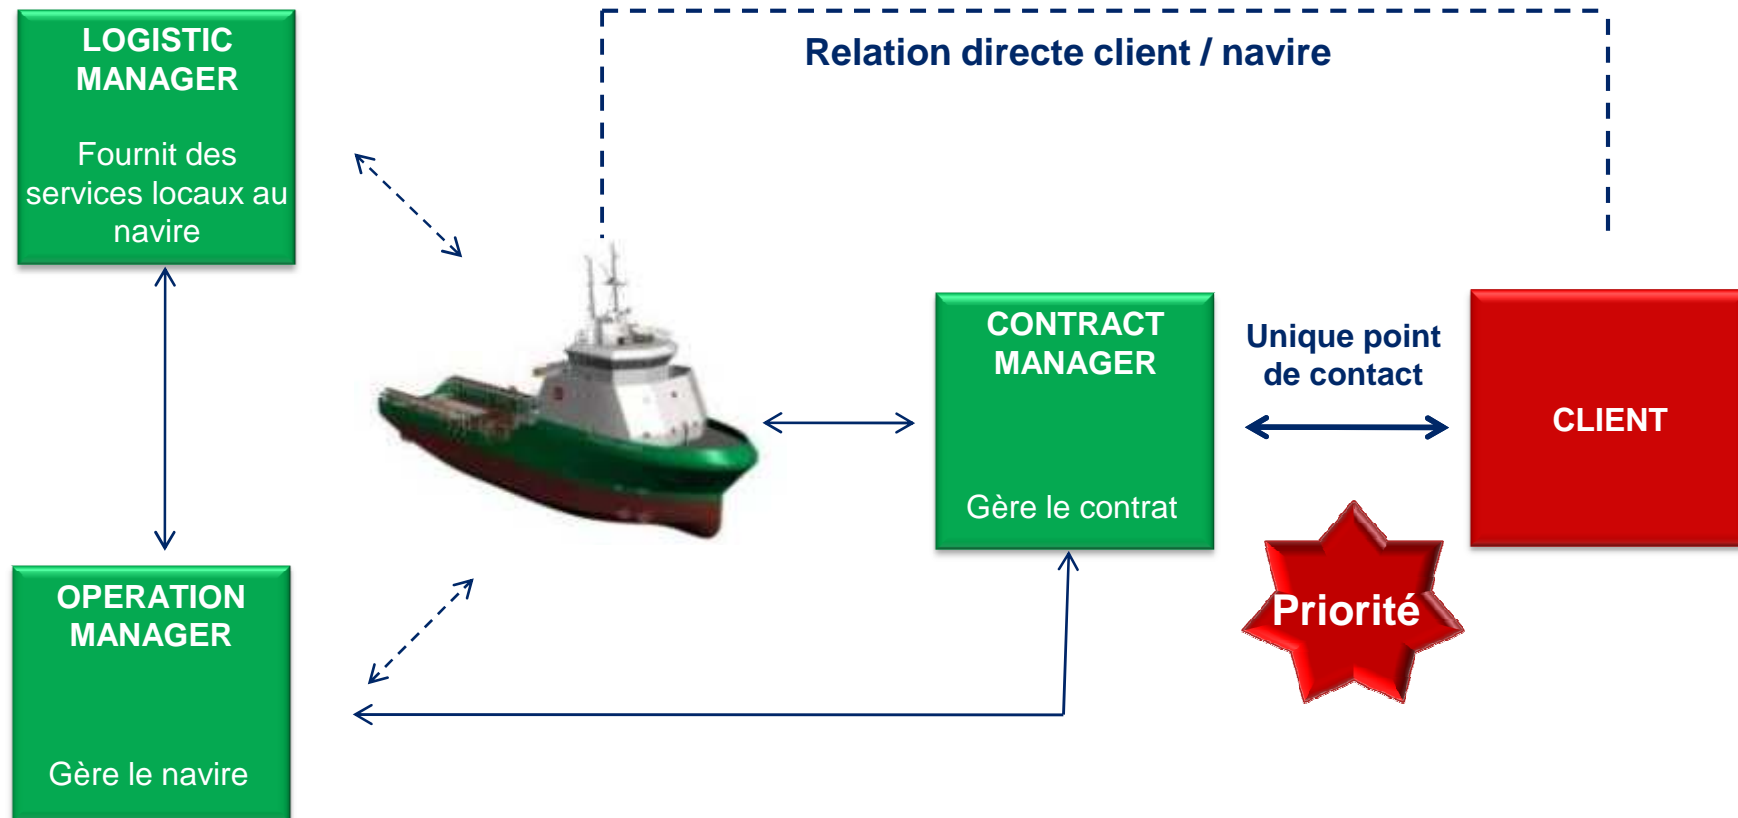 LOGISTIC
MANAGER
Fournit des
services locaux au
navire
Relation directe client / navire
CONTRACT
MANAGER
Gère le contrat
Unique point
de contact
CLIENT
Priorité
OPERATION
MANAGER
Gère le navire